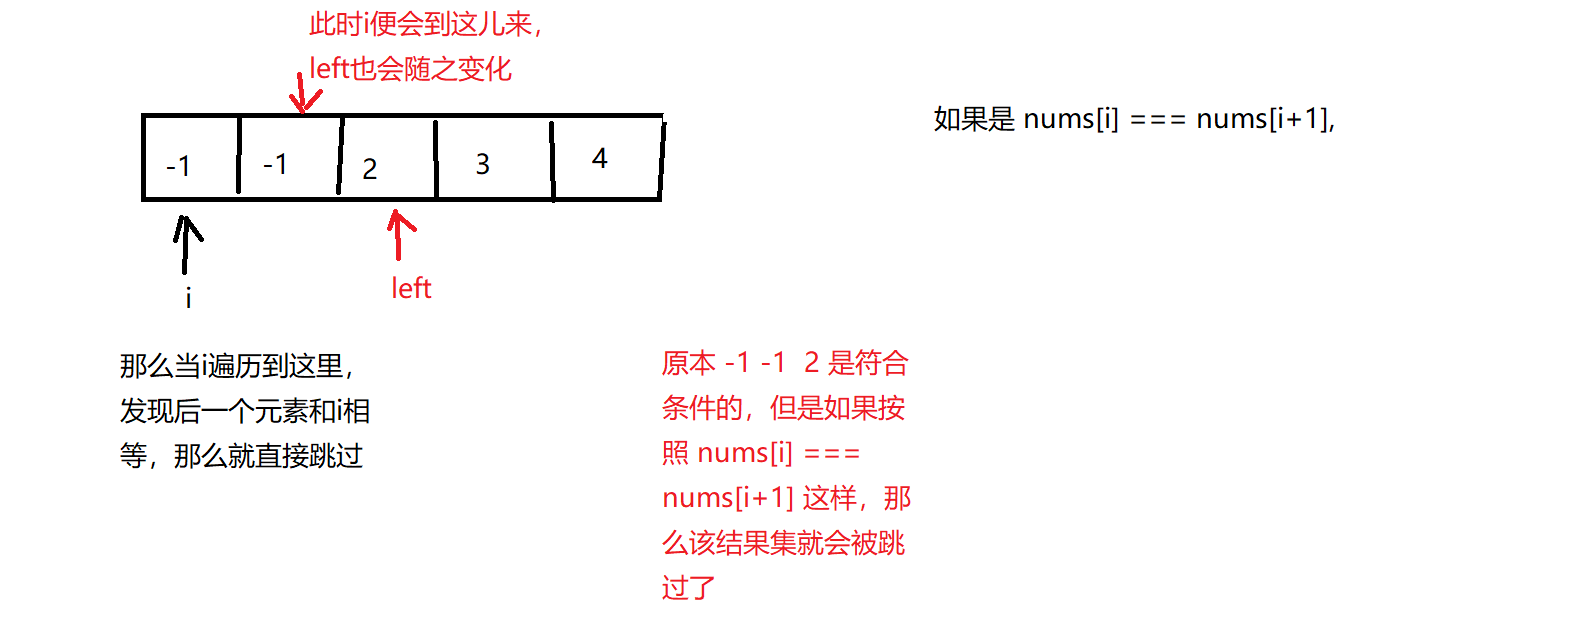 此时i便会到这儿来，
left也会随之变化
如果是 nums[i] === nums[i+1],
-1 -1 2 3 4
left
i
那么当i遍历到这里，
发现后一个元素和i相
等，那么就直接跳过
原本 -1 -1 2 是符合
条件的，但是如果按
照 nums[i] ===
nums[i+1] 这样，那
么该结果集就会被跳
过了